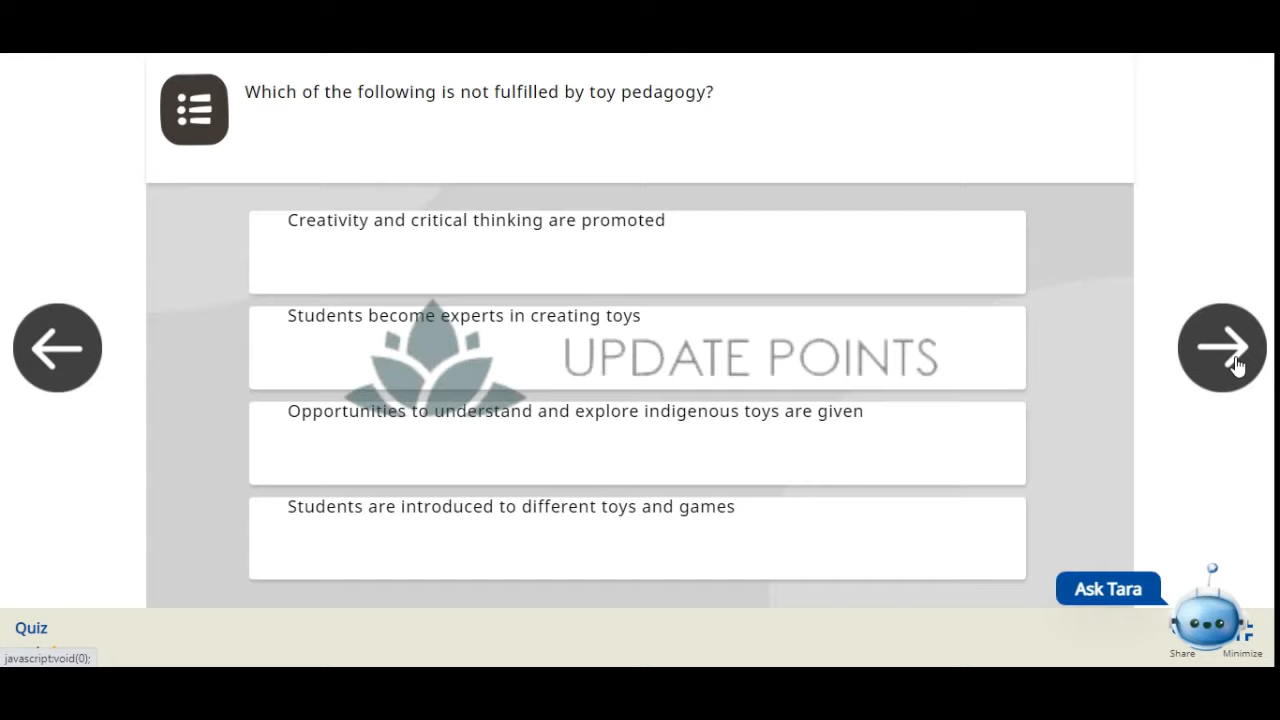 Which of the following is not fulfilled by toy pedagogy?
Creativity and critical thinking are promoted
Students become experts in creating toys
UPDATE POINTS
Opportunities to understand and explore indigenous toys are given
Students are introduced to different toys and games
Ask Tara
Quiz
javascript:void(0);
Share
Minimize